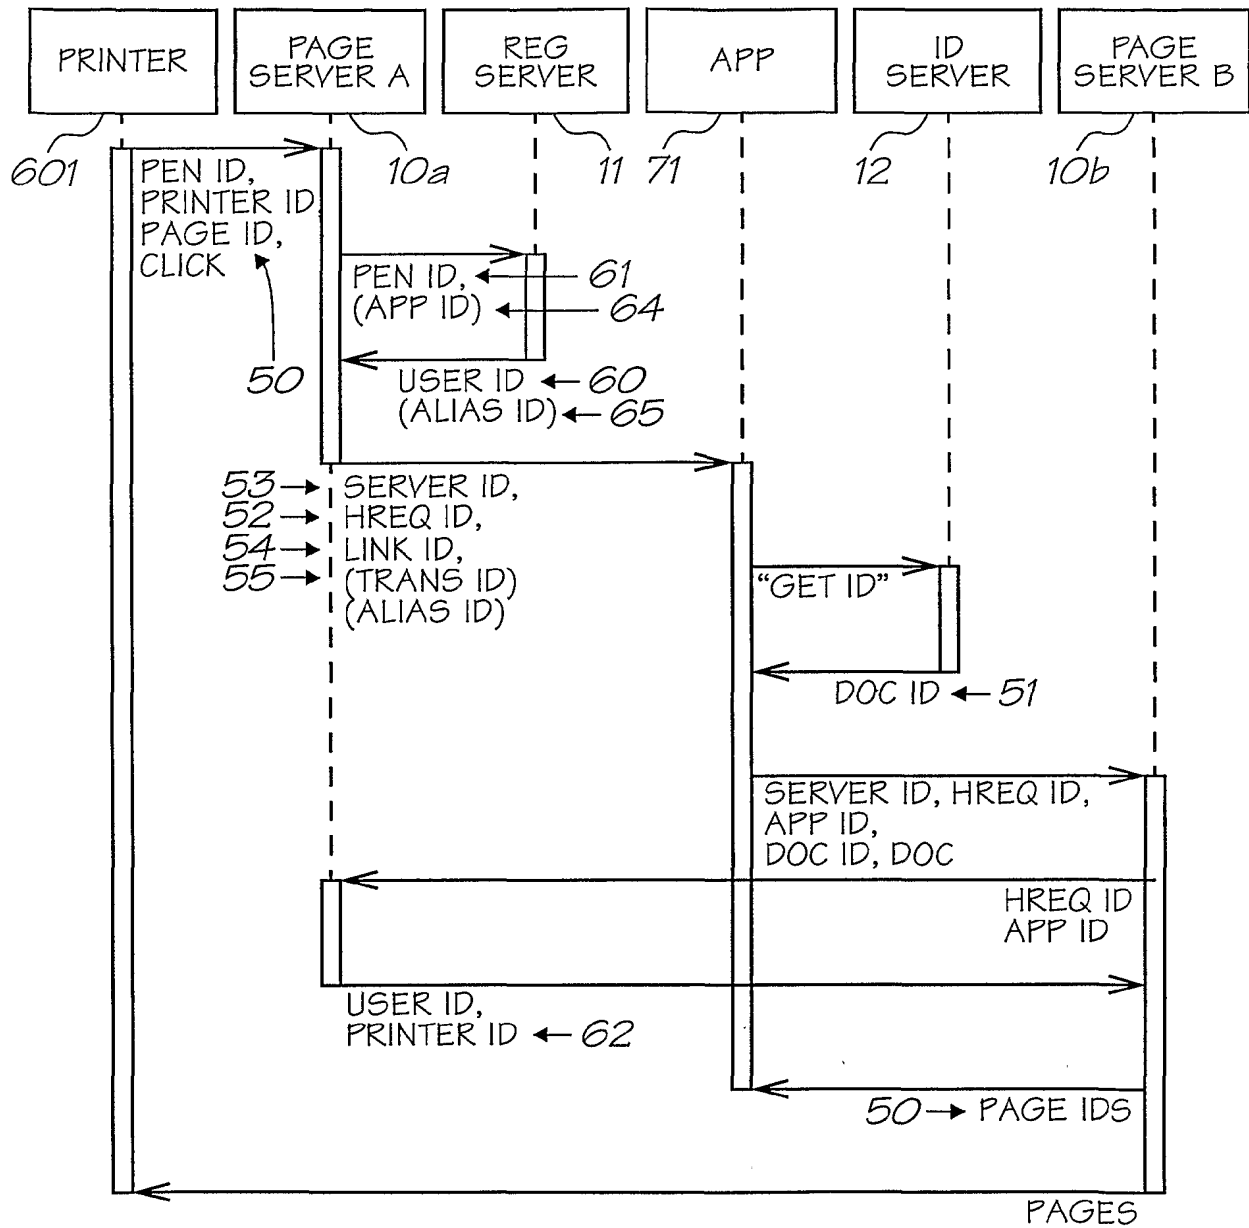 PRINTER
PAGE
SERVER A
REG
SERVER
APP
ID
SERVER
PAGE
SERVER B
601
10a
11
71
12
10b
PEN ID,
PRINTER ID
PAGE ID,
CLICK
50
PEN ID,
61
(APP ID)
64
USER ID
60
(ALIAS ID)
65
53
SERVER ID,
52
HREQ ID,
54
LINK ID,
55
(TRANS ID)
(ALIAS ID)
"GET ID"
DOC ID
51
SERVER ID, HREQ ID,
APP ID,
DOC ID, DOC
HREQ ID
APP ID
USER ID,
PRINTER ID
62
50
PAGE IDS
PAGES